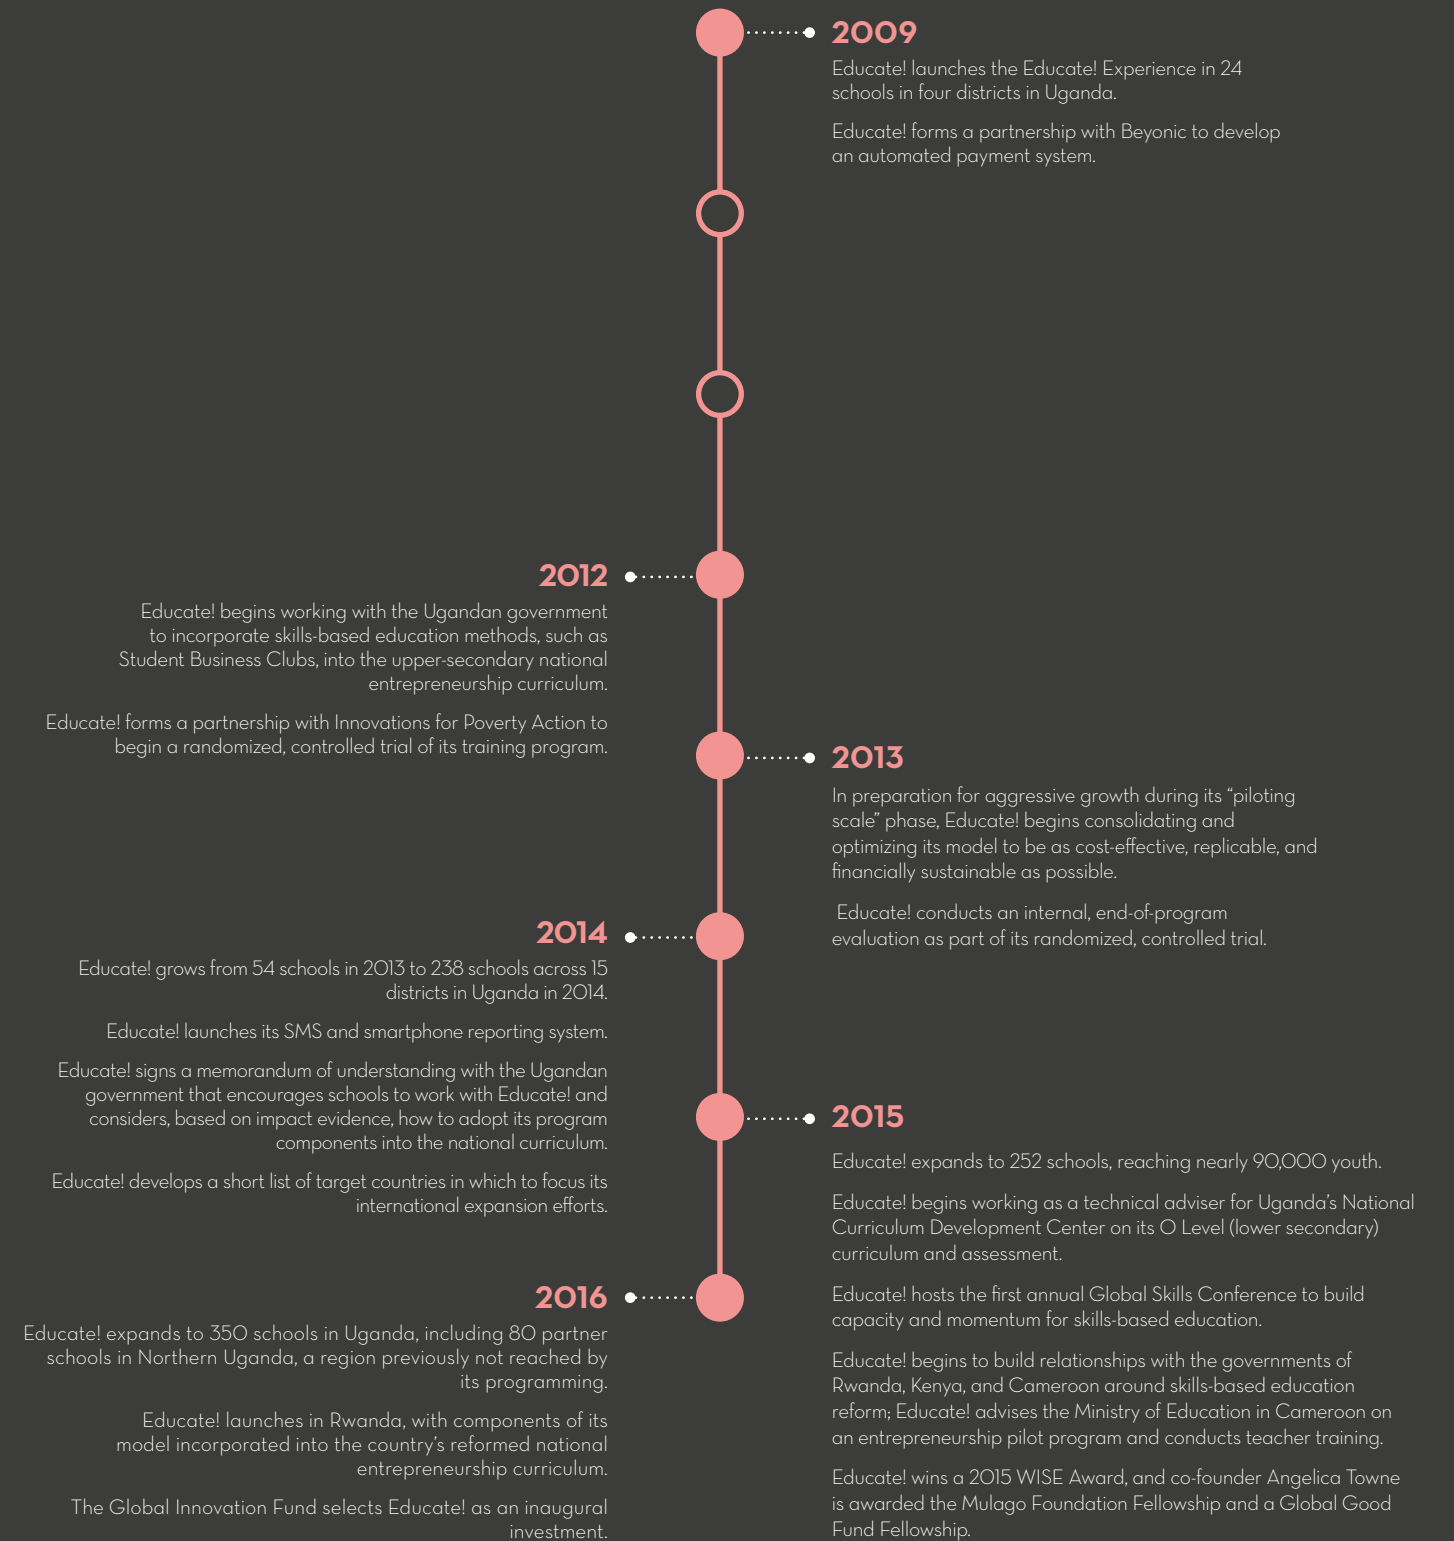 2009
Educate! launches the Educate! Experience in 24
schools in four districts in Uganda.
Educate! forms a partnership with Beyonic to develop
an automated payment system.
2012
Educate! begins working with the Ugandan government
to incorporate skills-based education methods, such as
Student Business Clubs, into the upper-secondary national
entrepreneurship curriculum.
Educate! forms a partnership with Innovations for Poverty Action to
begin a randomized, controlled trial of its training program.
2013
In preparation for aggressive growth during its “piloting
scale” phase, Educate! begins consolidating and
optimizing its model to be as cost-effective, replicable, and
financially sustainable as possible.
Educate! conducts an internal, end-of-program
evaluation as part of its randomized, controlled trial.
2014
Educate! grows from 54 schools in 2013 to 238 schools across 15
districts in Uganda in 2014.
Educate! launches its SMS and smartphone reporting system.
Educate! signs a memorandum of understanding with the Ugandan
government that encourages schools to work with Educate! and
considers, based on impact evidence, how to adopt its program
components into the national curriculum.
Educate! develops a short list of target countries in which to focus its
international expansion efforts.
2015
Educate! expands to 252 schools, reaching nearly 90,000 youth.
Educate! begins working as a technical adviser for Uganda’s National
Curriculum Development Center on its O Level (lower secondary)
curriculum and assessment.
Educate! hosts the first annual Global Skills Conference to build
capacity and momentum for skills-based education.
Educate! begins to build relationships with the governments of
Rwanda, Kenya, and Cameroon around skills-based education
reform; Educate! advises the Ministry of Education in Cameroon on
an entrepreneurship pilot program and conducts teacher training.
Educate! wins a 2015 WISE Award, and co-founder Angelica Towne
is awarded the Mulago Foundation Fellowship and a Global Good
Fund Fellowship.
2016
Educate! expands to 350 schools in Uganda, including 80 partner
schools in Northern Uganda, a region previously not reached by
its programming.
Educate! launches in Rwanda, with components of its
model incorporated into the country’s reformed national
entrepreneurship curriculum.
The Global Innovation Fund selects Educate! as an inaugural
investment.